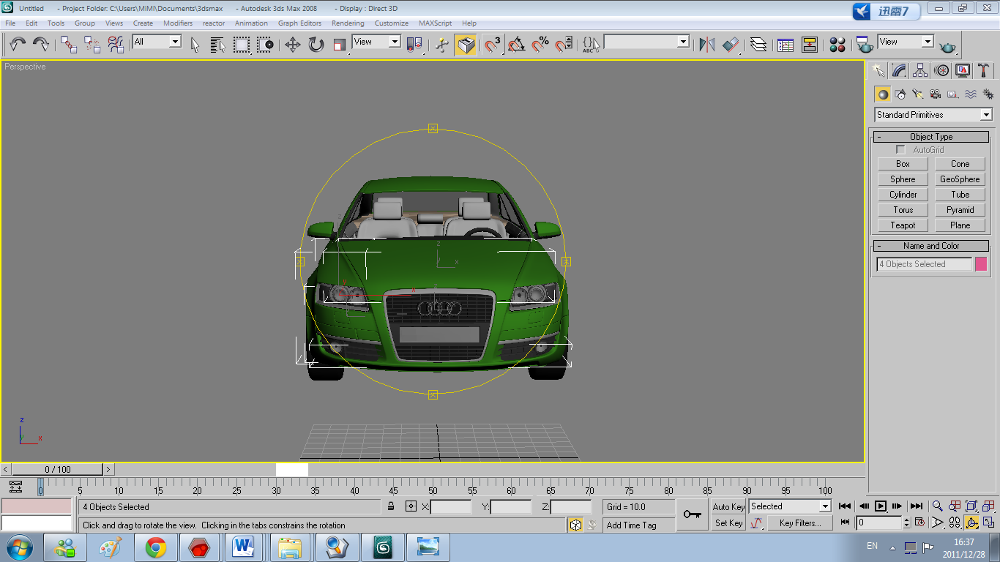 Untitled - Project Folder: C:\Users\MiMi\Documents\3dsmax - Autodesk 3ds Max 2008 - Display : Direct 3D
迅雷7
File Edit Tools Group Views Create Modifiers reactor Animation Graph Editors Rendering Customize MAXScript Help
All View 3 % ABC View
Perspective
Standard Primitives
- Object Type
AutoGrid
Box Cone
Sphere GeoSphere
Cylinder Tube
Torus Pyramid
Teapot Plane
- Name and Color
4 Objects Selected
z
y x
y
x
z
z
y x
< 0 / 100 >
0 5 10 15 20 25 30 35 40 45 50 55 60 65 70 75 80 85 90 95 100
4 Objects Selected X: Y: Z: Grid = 10.0 Auto Key Selected
Click and drag to rotate the view. Clicking in the tabs constrains the rotation Add Time Tag Set Key Key Filters... 0
EN 16:37
2011/12/28